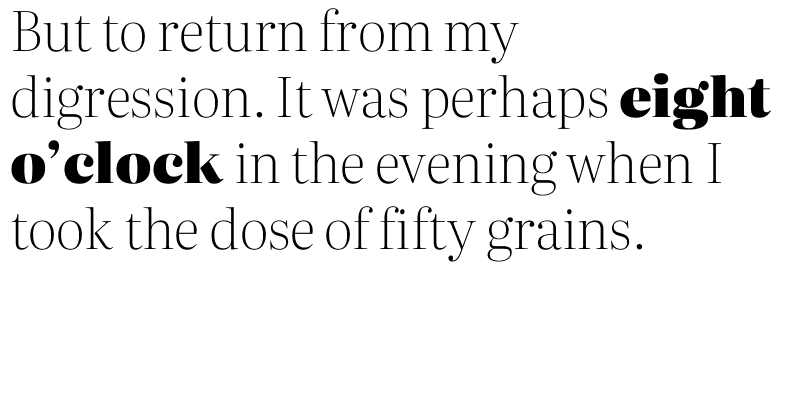 But to return from my
digression. It was perhaps eight
o’clock in the evening when I
took the dose of fifty grains.